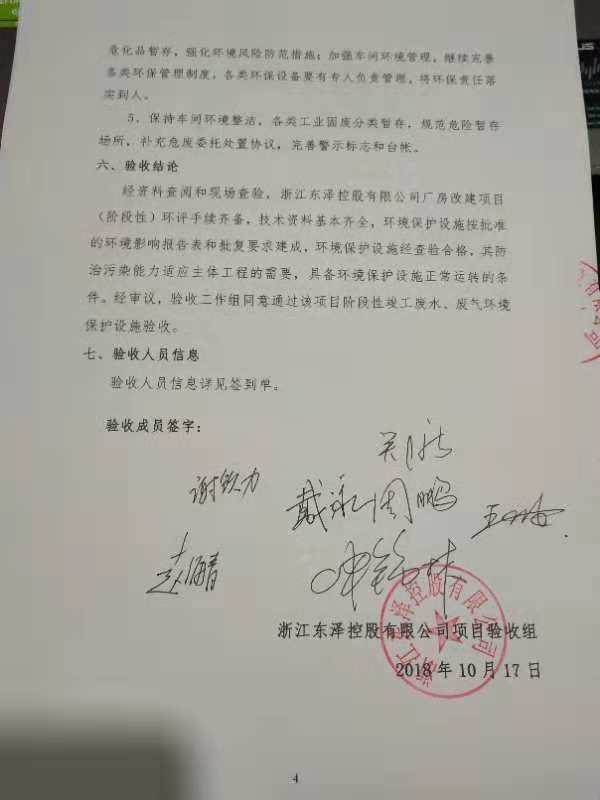 危化品暂存，强化环境风险防范措施；加强车间环境管理，继续完善
各类环保管理制度，各类环保设备要有专人负责管理，将环保责任落
实到人。
5、保持车间环境整洁，各类工业固废分类暂存，规范危险暂存
场所，补充危废委托处置协议，完善警示标志和台帐。
六、验收结论
经资料查阅和现场查验，浙江东泽控股有限公司厂房改建项目
（阶段性）环评手续齐备，技术资料基本齐全，环境保护设施按批准
的环境影响报告表和批复要求建成，环境保护设施经查验合格，其防
治污染能力适应主体工程的需要，具备环境保护设施正常运转的条
件。经审议，验收工作组同意通过该项目阶段性竣工废水、废气环境
保护设施验收。
七、验收人员信息
验收人员信息详见签到单。
验收成员签字：
谢钦力
周鹏
浙江东泽控股有限公司项目验收组
浙江东泽控股有限公司
2018 年 10 月 17 日
有限公司
4